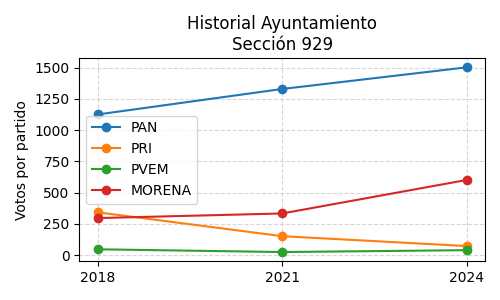 Historial Ayuntamiento
Sección 929
Votos por partido
1500
1250
1000
750
500
250
0
PAN
PRI
PVEM
MORENA
2018
2021
2024